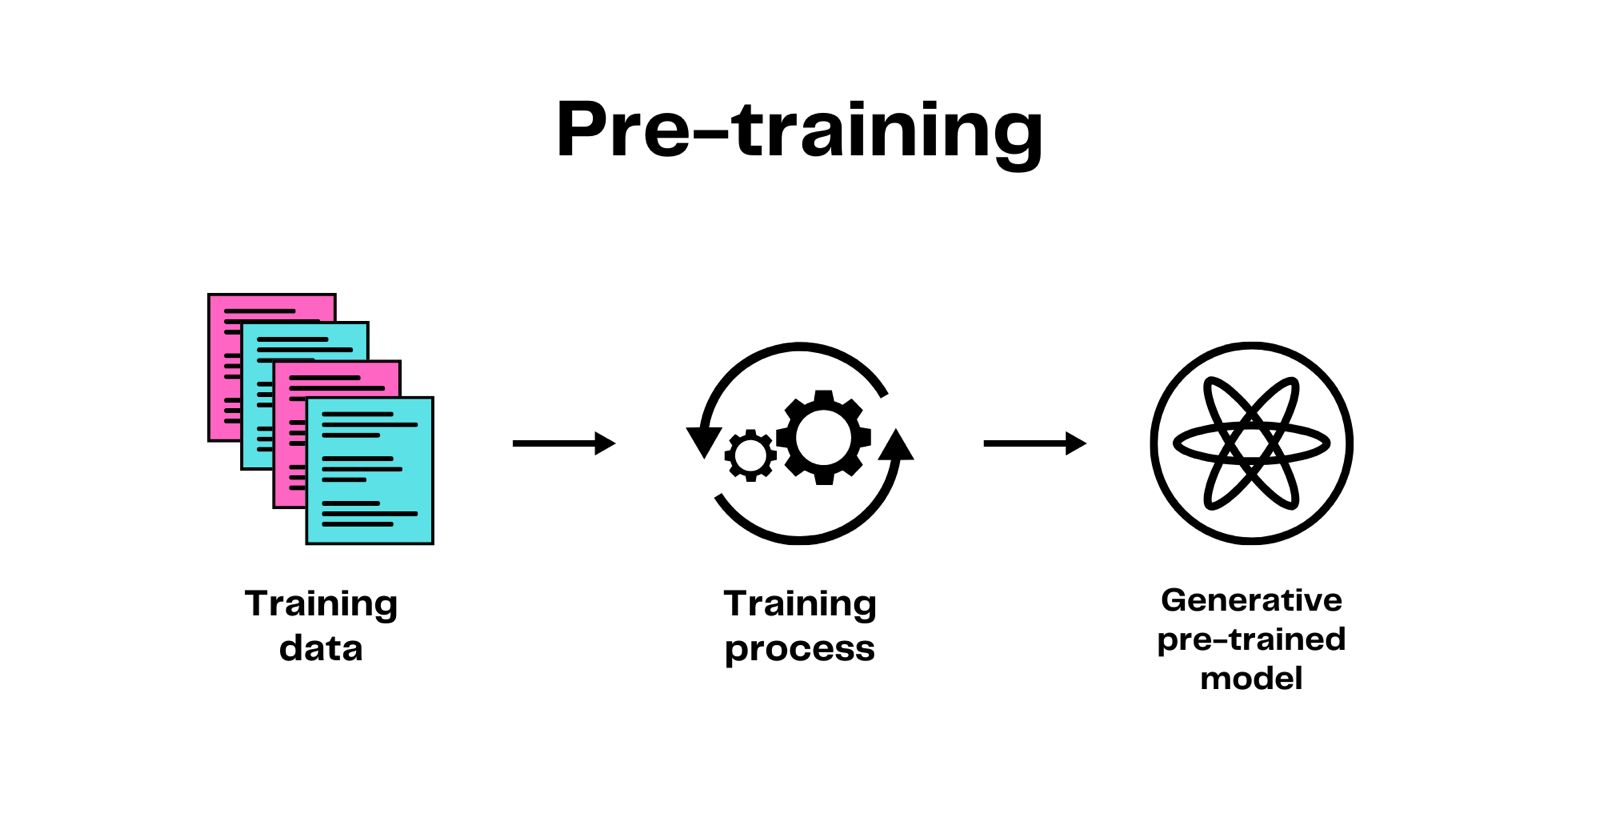 Pre–training
Training
data
Training
process
Generative
pre–trained
model